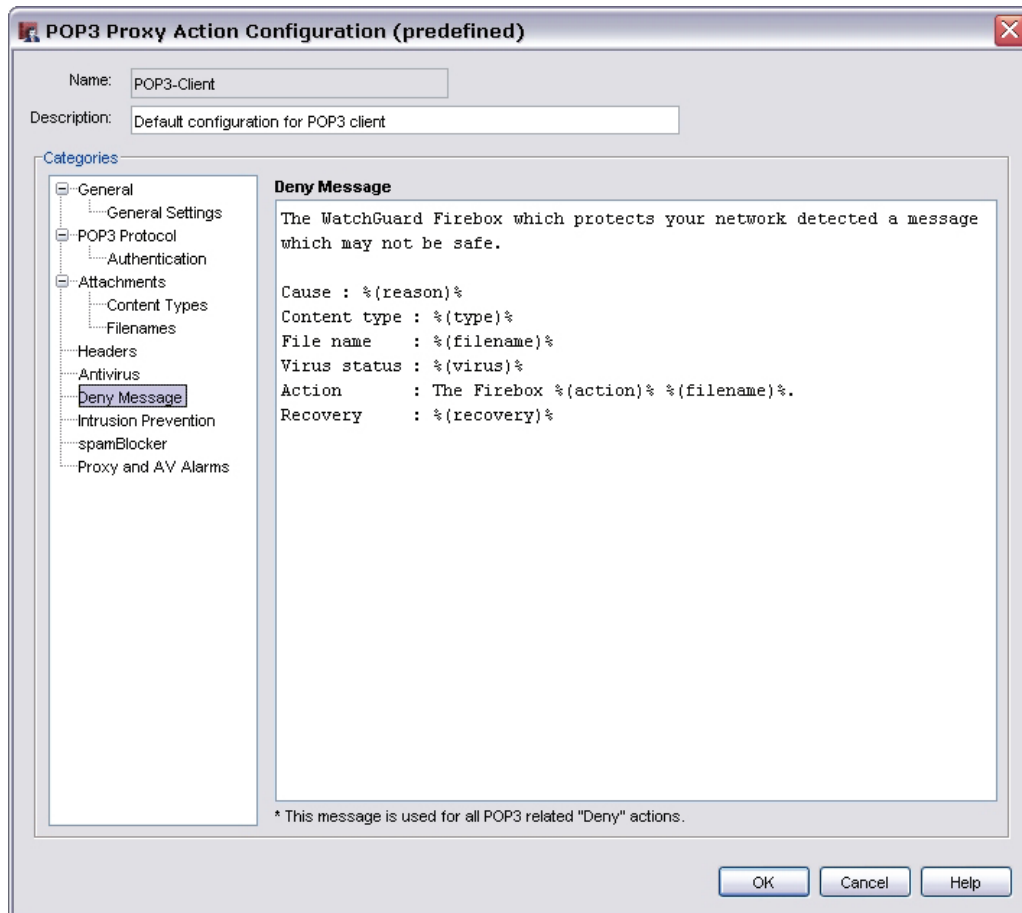 POP3 Proxy Action Configuration (predefined)
Name: POP3-Client
Description: Default configuration for POP3 client
Categories
General
General Settings
POP3 Protocol
Authentication
Attachments
Content Types
Filenames
Headers
Antivirus
Deny Message
Intrusion Prevention
spamBlocker
Proxy and AV Alarms
Deny Message
The WatchGuard Firebox which protects your network detected a message
which may not be safe.
Cause : %(reason)%
Content type : %(type)%
File name    : %(filename)%
Virus status : %(virus)%
Action       : The Firebox %(action)% %(filename)%.
Recovery     : %(recovery)%
* This message is used for all POP3 related "Deny" actions.
OK Cancel Help